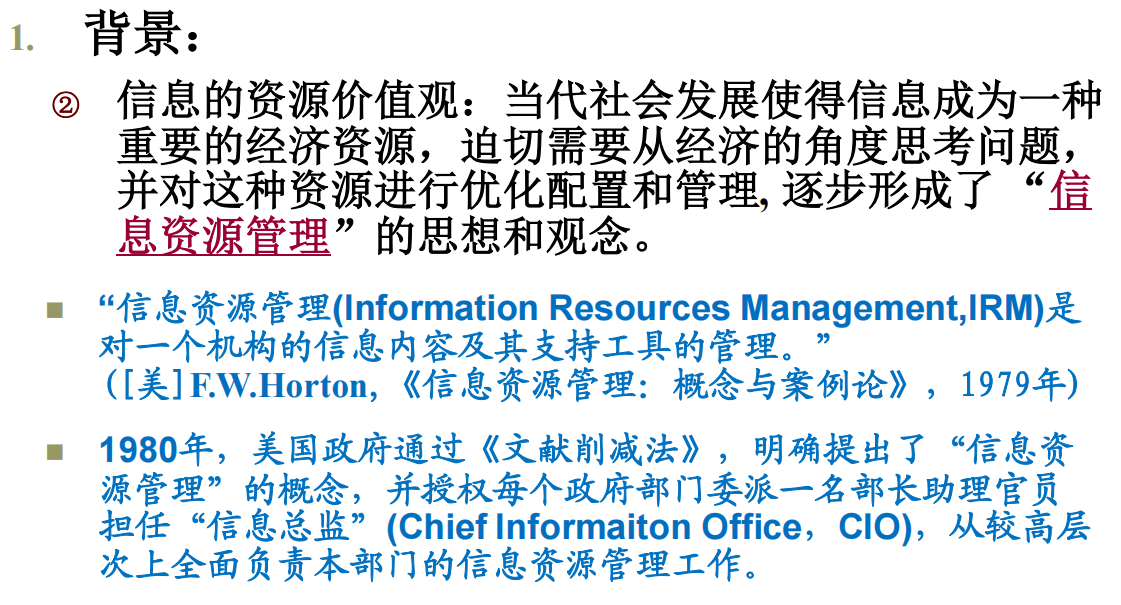 1. 背景：
② 信息的资源价值观：当代社会发展使得信息成为一种
重要的经济资源，迫切需要从经济的角度思考问题，
并对这种资源进行优化配置和管理, 逐步形成了 “信
息资源管理”的思想和观念。
■ “信息资源管理(Information Resources Management,IRM)是
对一个机构的信息内容及其支持工具的管理。”
([美] F.W.Horton, 《信息资源管理：概念与案例论》，1979年)
■ 1980年，美国政府通过《文献削减法》，明确提出了“信息资
源管理”的概念，并授权每个政府部门委派一名部长助理官员
担任“信息总监”(Chief Informaiton Office，CIO)，从较高层
次上全面负责本部门的信息资源管理工作。